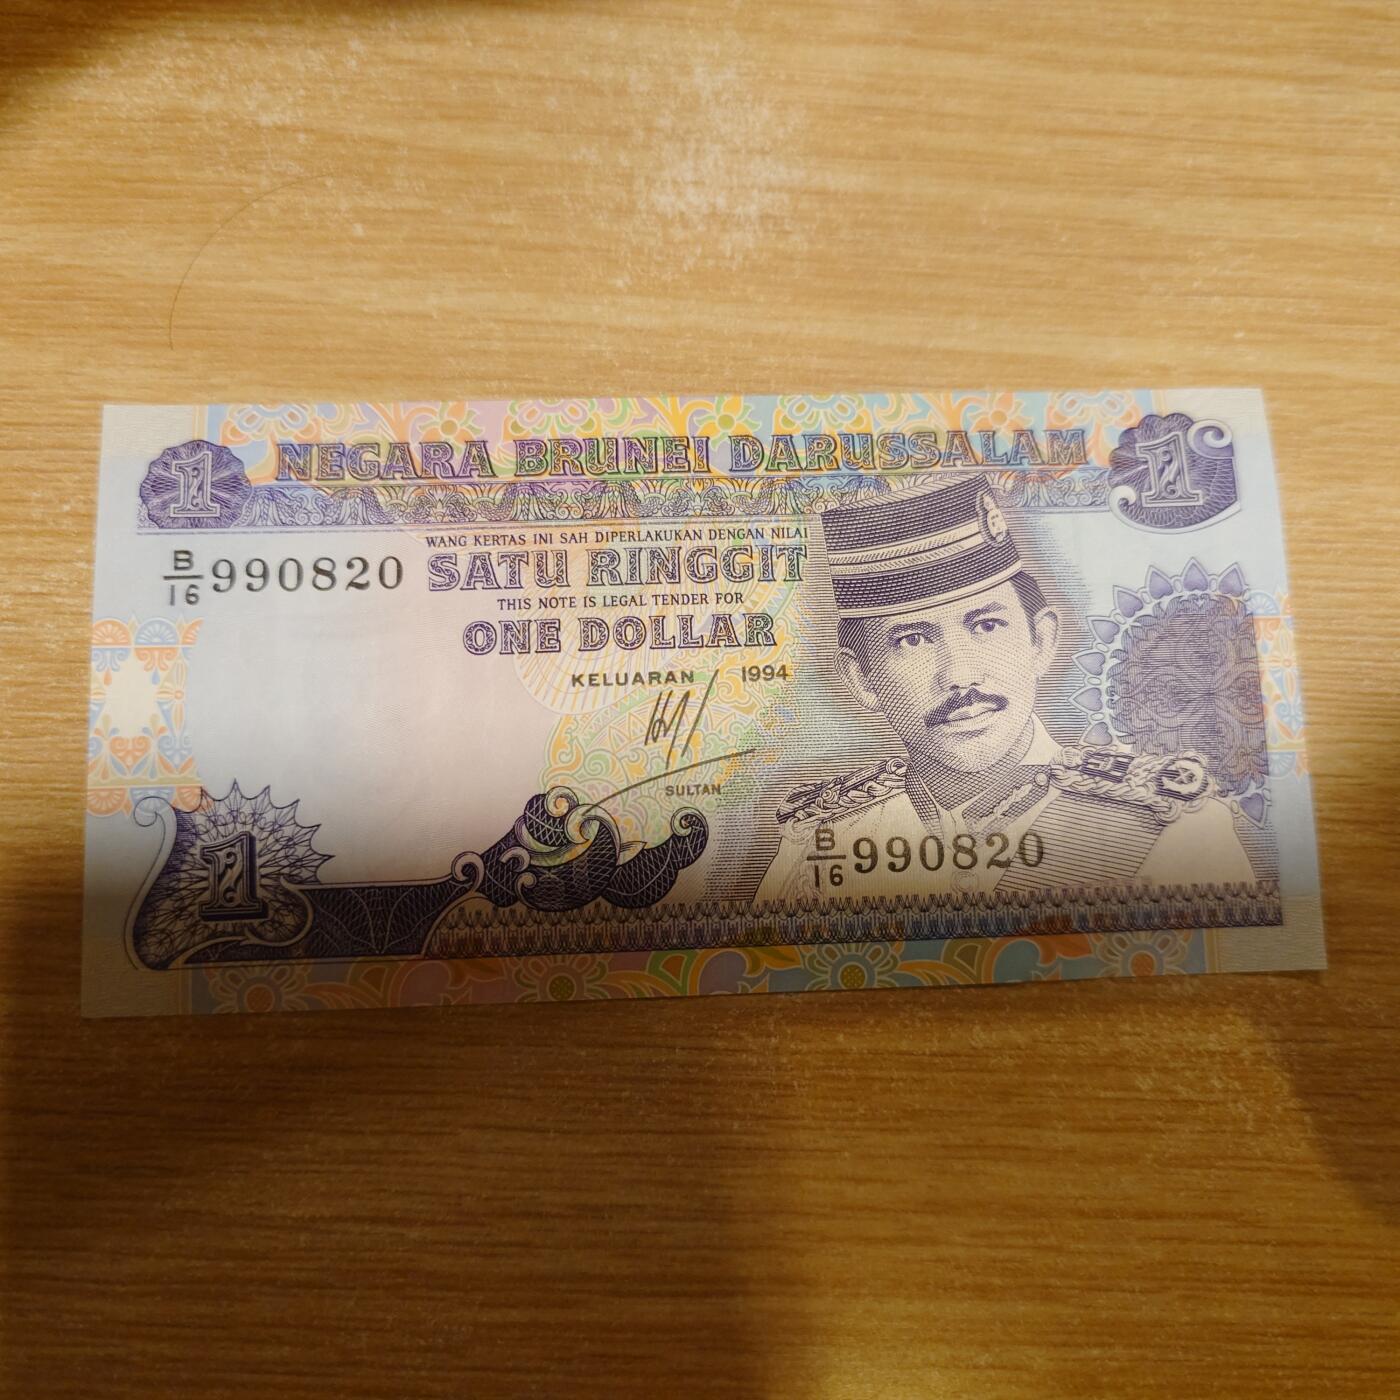 1 NEGARA BRUNEI DARUSSALAM 1
WANG KERTAS INI SAH DIPERLAKUKAN DENGAN NILAI
B/16 990820
SATU RINGGIT
THIS NOTE IS LEGAL TENDER FOR
ONE DOLLAR
KELUARAN 1994
SULTAN
B/16 990820
1